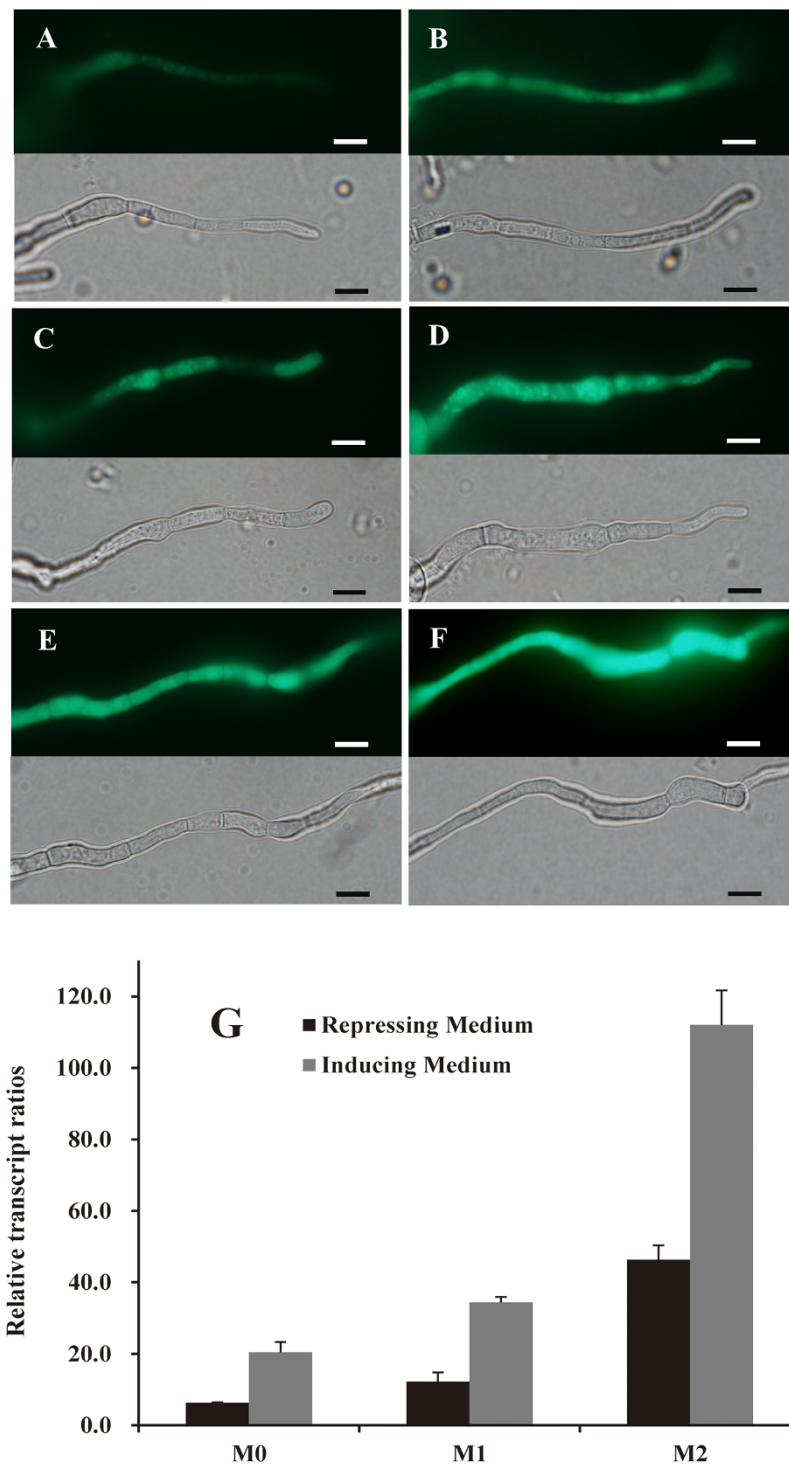 A
B
C
D
E
F
G
Repressing Medium
Inducing Medium
Relative transcript ratios
120.0
100.0
80.0
60.0
40.0
20.0
0.0
M0
M1
M2